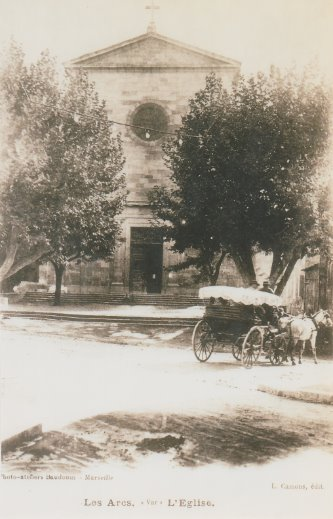 Photo-ateliers Baudouin - Marseille
L. Camous, édit.
Les Arcs. « Var » L'Eglise.